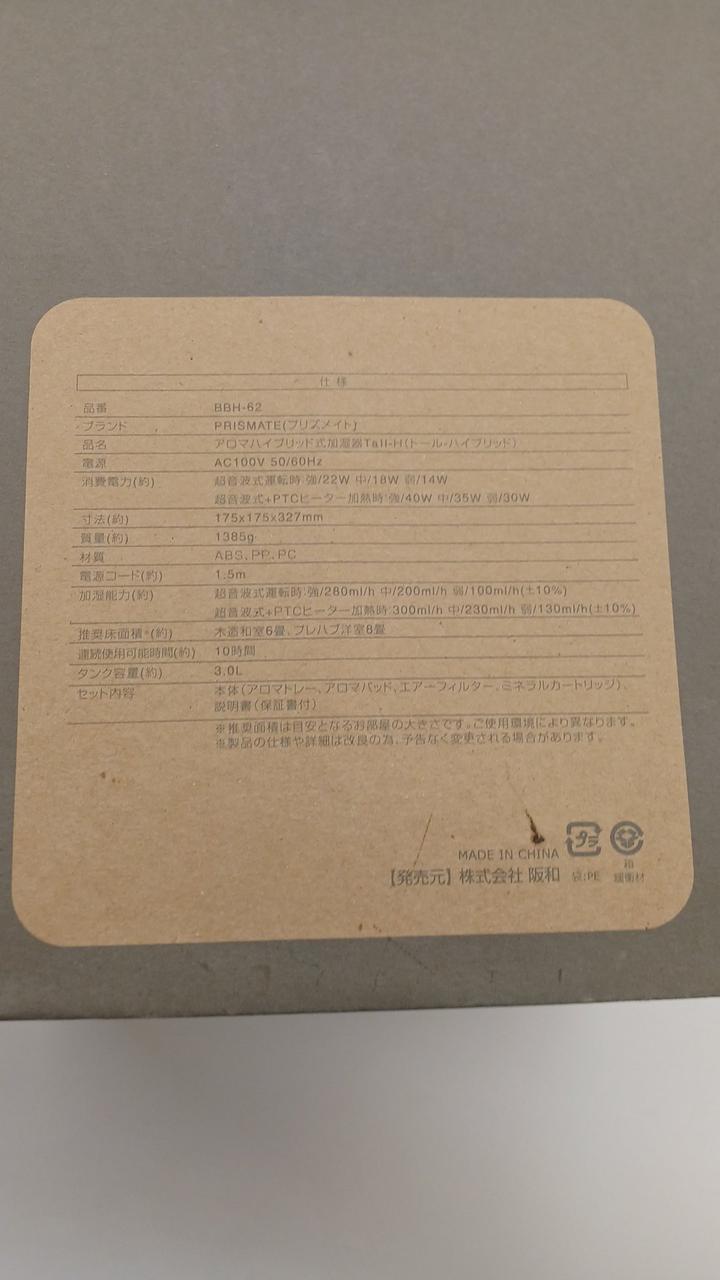 仕様
品番 BBH-62
ブランド PRISMATE(プリズメイト)
品名 アロマハイブリッド式加湿器Tall-H(トール-ハイブリッド)
電源 AC100V 50/60Hz
消費電力(約) 超音波式運転時:強/22W 中/18W 弱/14W
超音波式+PTCヒーター加熱時:強/40W 中/35W 弱/30W
寸法(約) 175x175x327mm
質量(約) 1385g
材質 ABS、PP、PC
電源コード(約) 1.5m
加湿能力(約) 超音波式運転時:強/280ml/h 中/200ml/h 弱/100ml/h(±10%)
超音波式+PTCヒーター加熱時:300ml/h 中/230ml/h 弱/130ml/h(±10%)
推奨床面積*(約) 木造和室6畳、プレハブ洋室8畳
連続使用可能時間(約) 10時間
タンク容量(約) 3.0L
セット内容 本体(アロマトレー、アロマパッド、エアーフィルター、ミネラルカートリッジ)、
説明書(保証書付)
※推奨面積は目安となるお部屋の大きさです。ご使用環境により異なります。
※製品の仕様や詳細は改良の為、予告なく変更される場合があります。
MADE IN CHINA プラ
【発売元】株式会社 阪和 袋:PE 箱
緩衝材